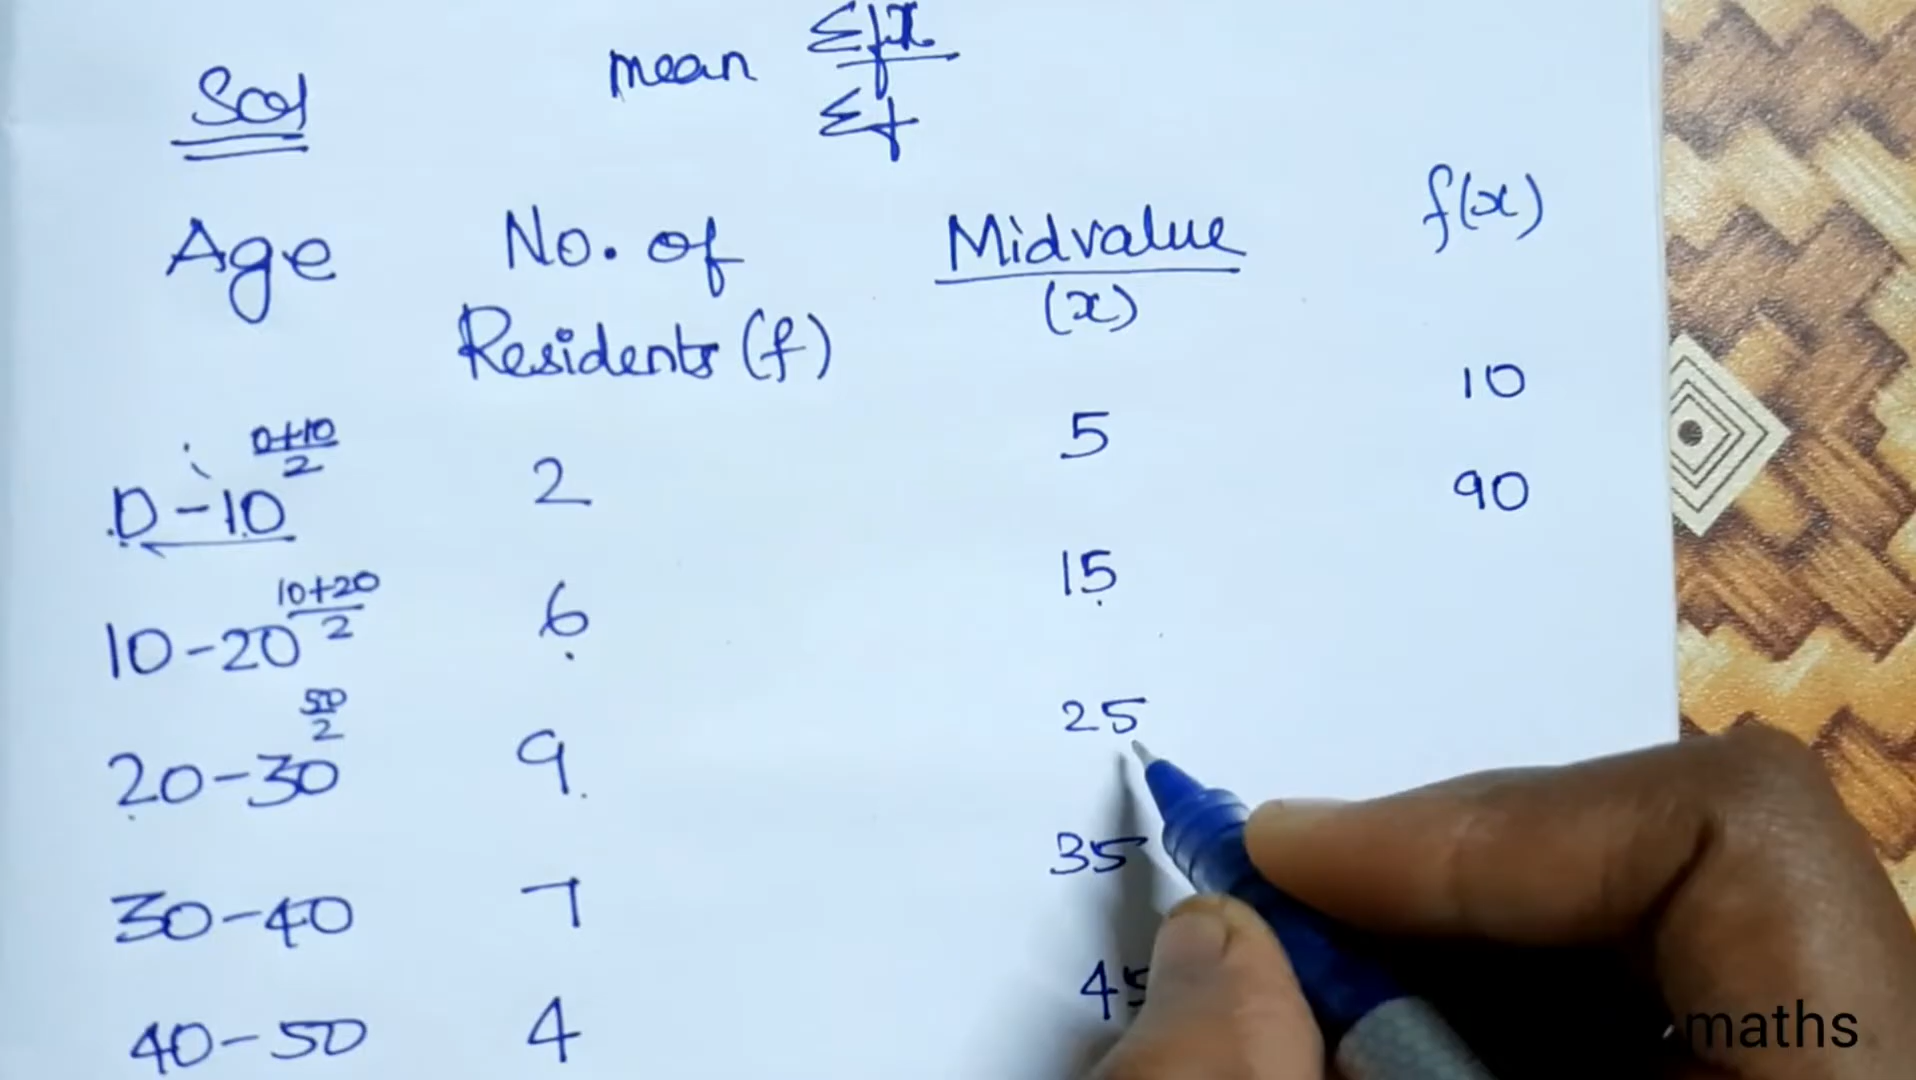 Sol mean Σfx
Σf
Age No. of Residents (f) Midvalue (x) f(x)
0+10
2
0-10 2 5 10
10+20
2
10-20 6 15 90
50
2
20-30 9 25
30-40 7 35
40-50 4 45
maths